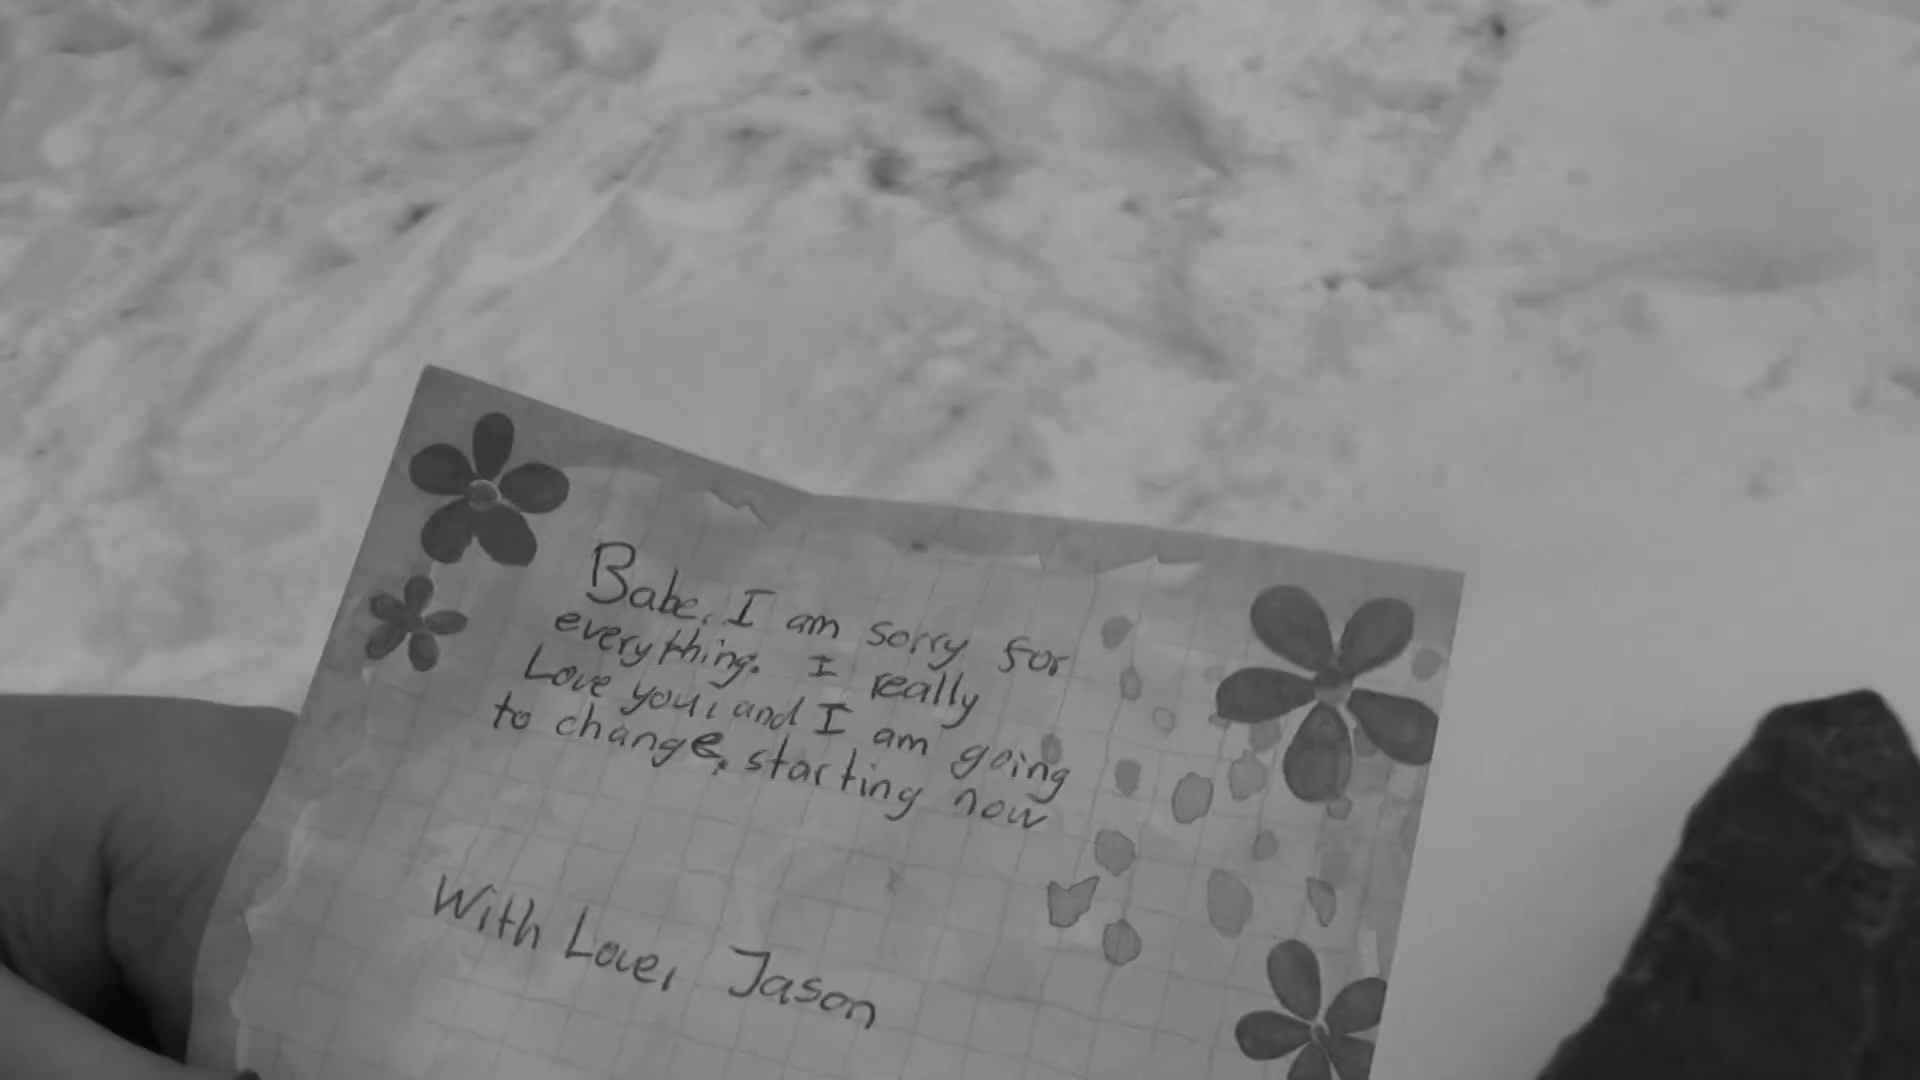 Babe, I am sorry for
everything. I really
Love you, and I am going
to change, starting now
With Love, Jason